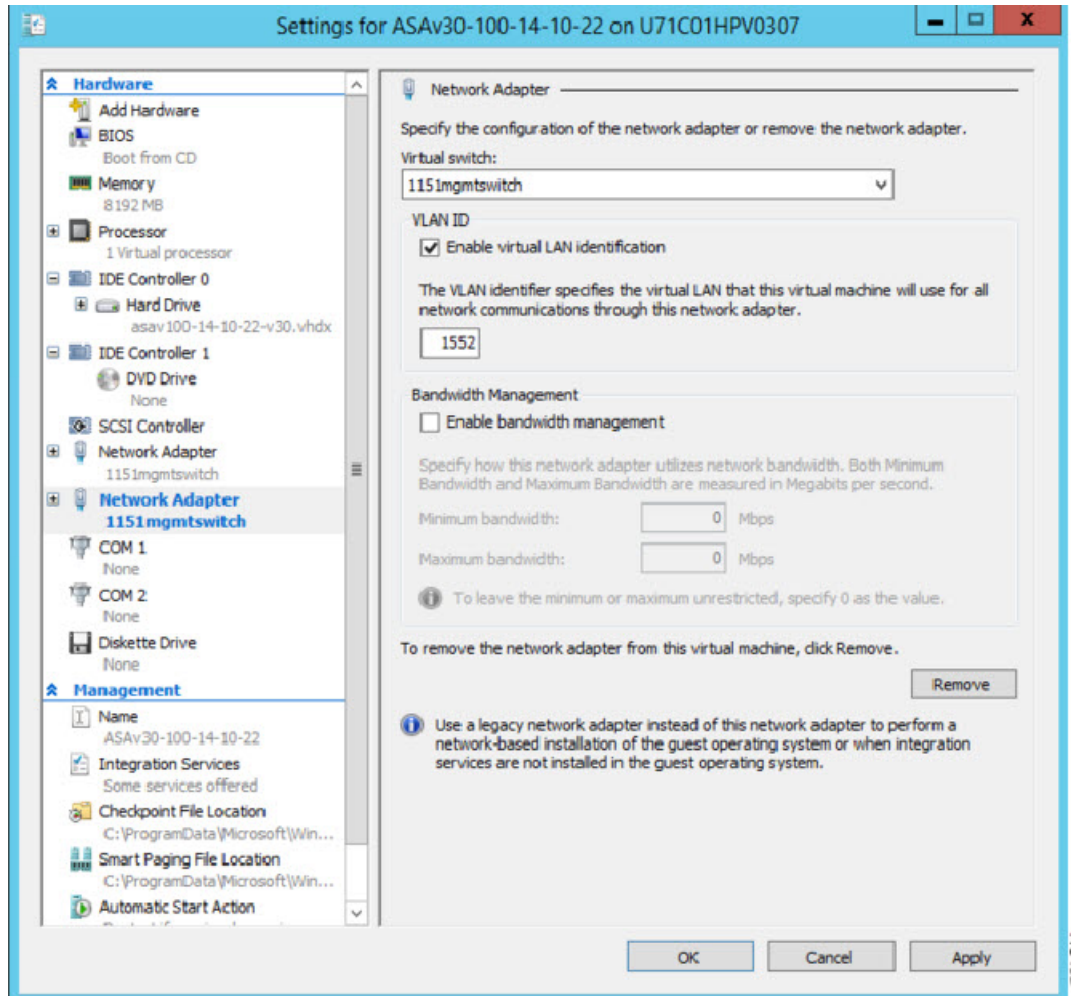 Settings for ASAv30-100-14-10-22 on U71C01HPV0307
x
Hardware
Add Hardware
BIOS
Boot from CD
Memory
8192 MB
Processor
1 Virtual processor
IDE Controller 0
Hard Drive
asav100-14-10-22-v30.vhdx
IDE Controller 1
DVD Drive
None
SCSI Controller
Network Adapter
1151mgmtswitch
Network Adapter
1151mgmtswitch
COM 1
None
COM 2
None
Diskette Drive
None
Management
Name
ASAv30-100-14-10-22
Integration Services
Some services offered
Checkpoint File Location
C:\ProgramData\Microsoft\Win...
Smart Paging File Location
C:\ProgramData\Microsoft\Win...
Automatic Start Action
Network Adapter
Specify the configuration of the network adapter or remove the network adapter.
Virtual switch:
1151mgmtswitch
VLAN ID
Enable virtual LAN identification
The VLAN identifier specifies the virtual LAN that this virtual machine will use for all
network communications through this network adapter.
1552
Bandwidth Management
Enable bandwidth management
Specify how this network adapter utilizes network bandwidth. Both Minimum
Bandwidth and Maximum Bandwidth are measured in Megabits per second.
Minimum bandwidth: 0 Mbps
Maximum bandwidth: 0 Mbps
To leave the minimum or maximum unrestricted, specify 0 as the value.
To remove the network adapter from this virtual machine, click Remove.
Remove
Use a legacy network adapter instead of this network adapter to perform a
network-based installation of the guest operating system or when integration
services are not installed in the guest operating system.
OK Cancel Apply